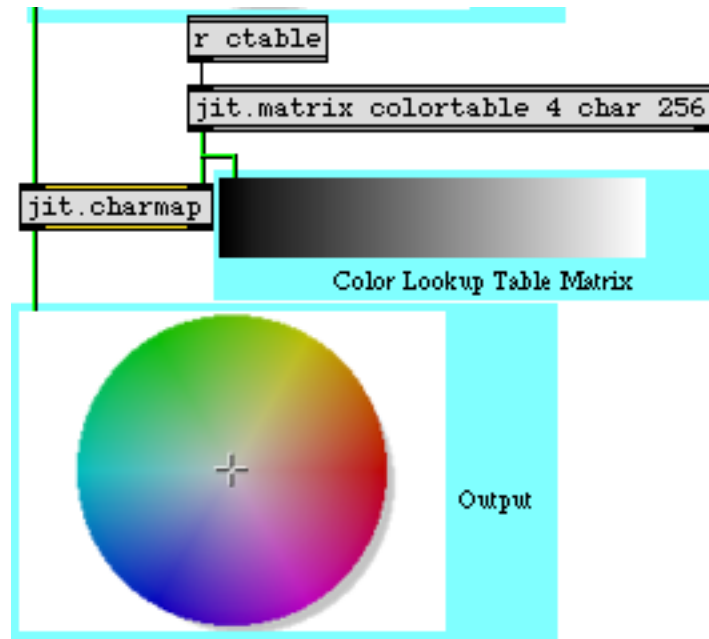 r ctable
jit.matrix colortable 4 char 256
jit.charmap
Color Lookup Table Matrix
Output